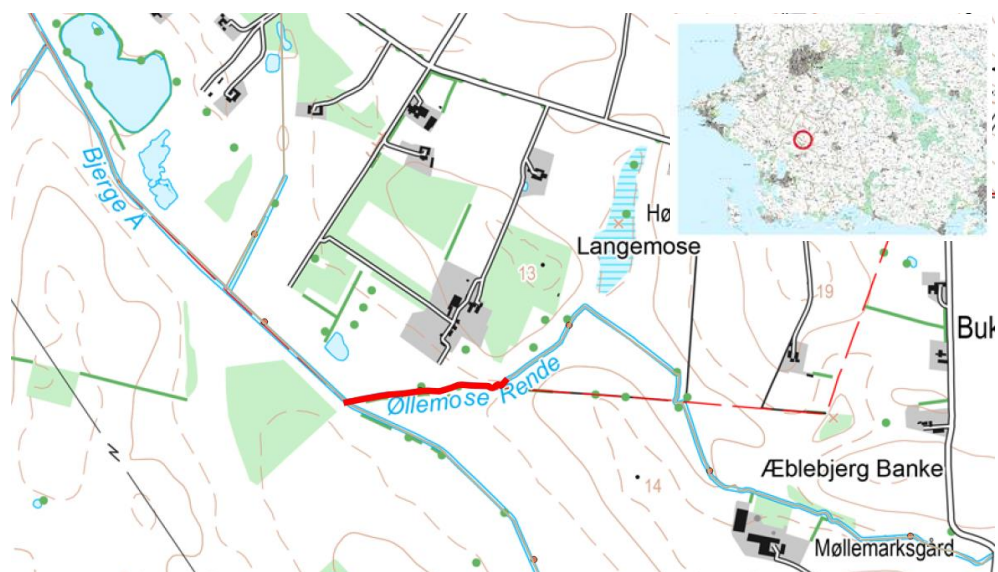 Bjerge Å
Hø
Langemose
13
19
Buk
Øllemose Rende
14
Æblebjerg Banke
Møllemarksgård